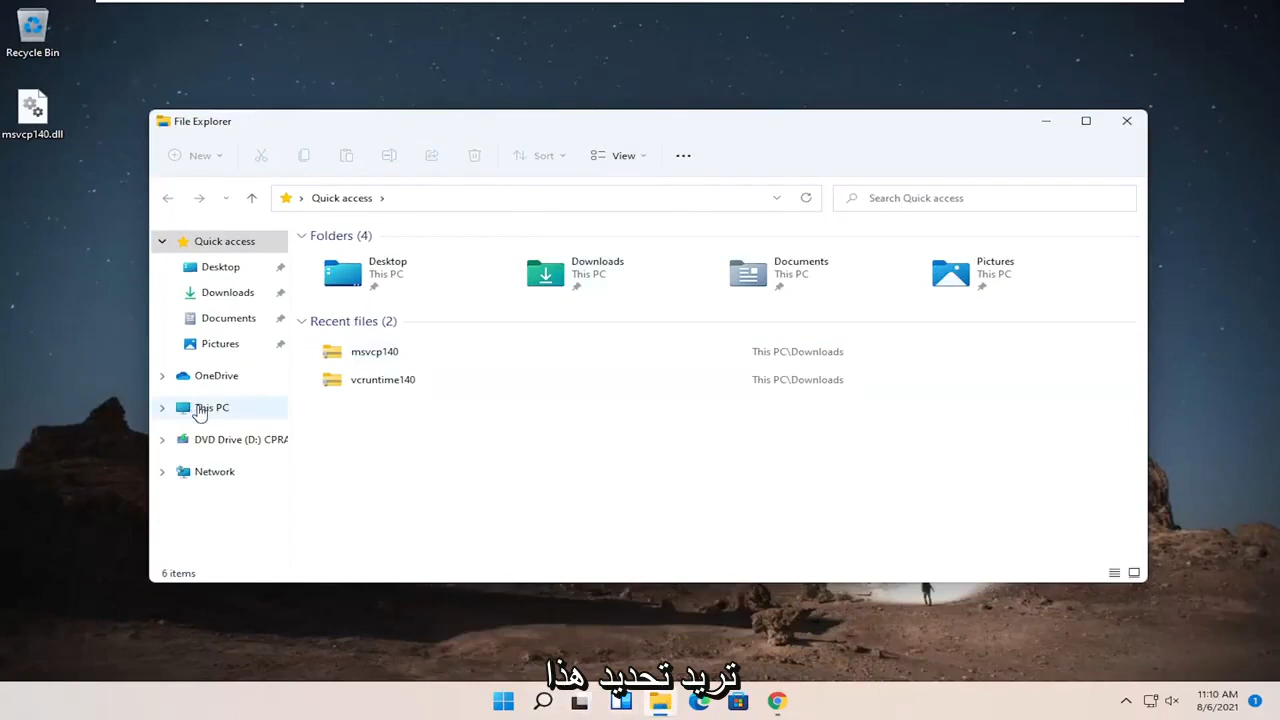 Recycle Bin
msvcp140.dll
File Explorer
New
Sort
View
Quick access
Search Quick access
Quick access
Desktop
Downloads
Documents
Pictures
OneDrive
This PC
DVD Drive (D:) CPRA
Network
Folders (4)
Desktop
This PC
Downloads
This PC
Documents
This PC
Pictures
This PC
Recent files (2)
msvcp140 This PC\Downloads
vcruntime140 This PC\Downloads
6 items
تريد تحديد هذا
11:10 AM
8/6/2021
1